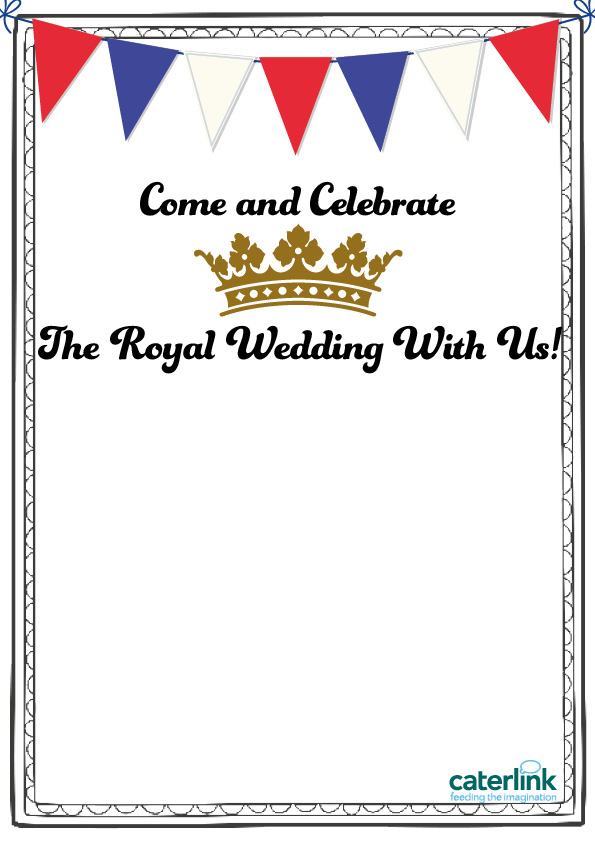 Come and Celebrate
The Royal Wedding With Us!
caterlink
feeding the imagination